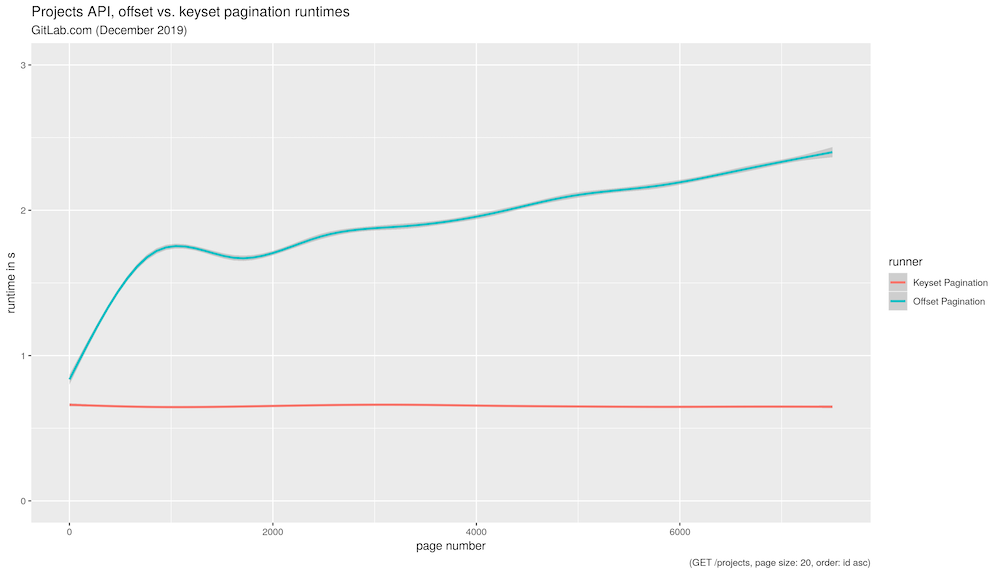 Projects API, offset vs. keyset pagination runtimes
GitLab.com (December 2019)
3
2
1
0
runtime in s
0 2000 4000 6000
page number
runner
Keyset Pagination
Offset Pagination
(GET /projects, page size: 20, order: id asc)